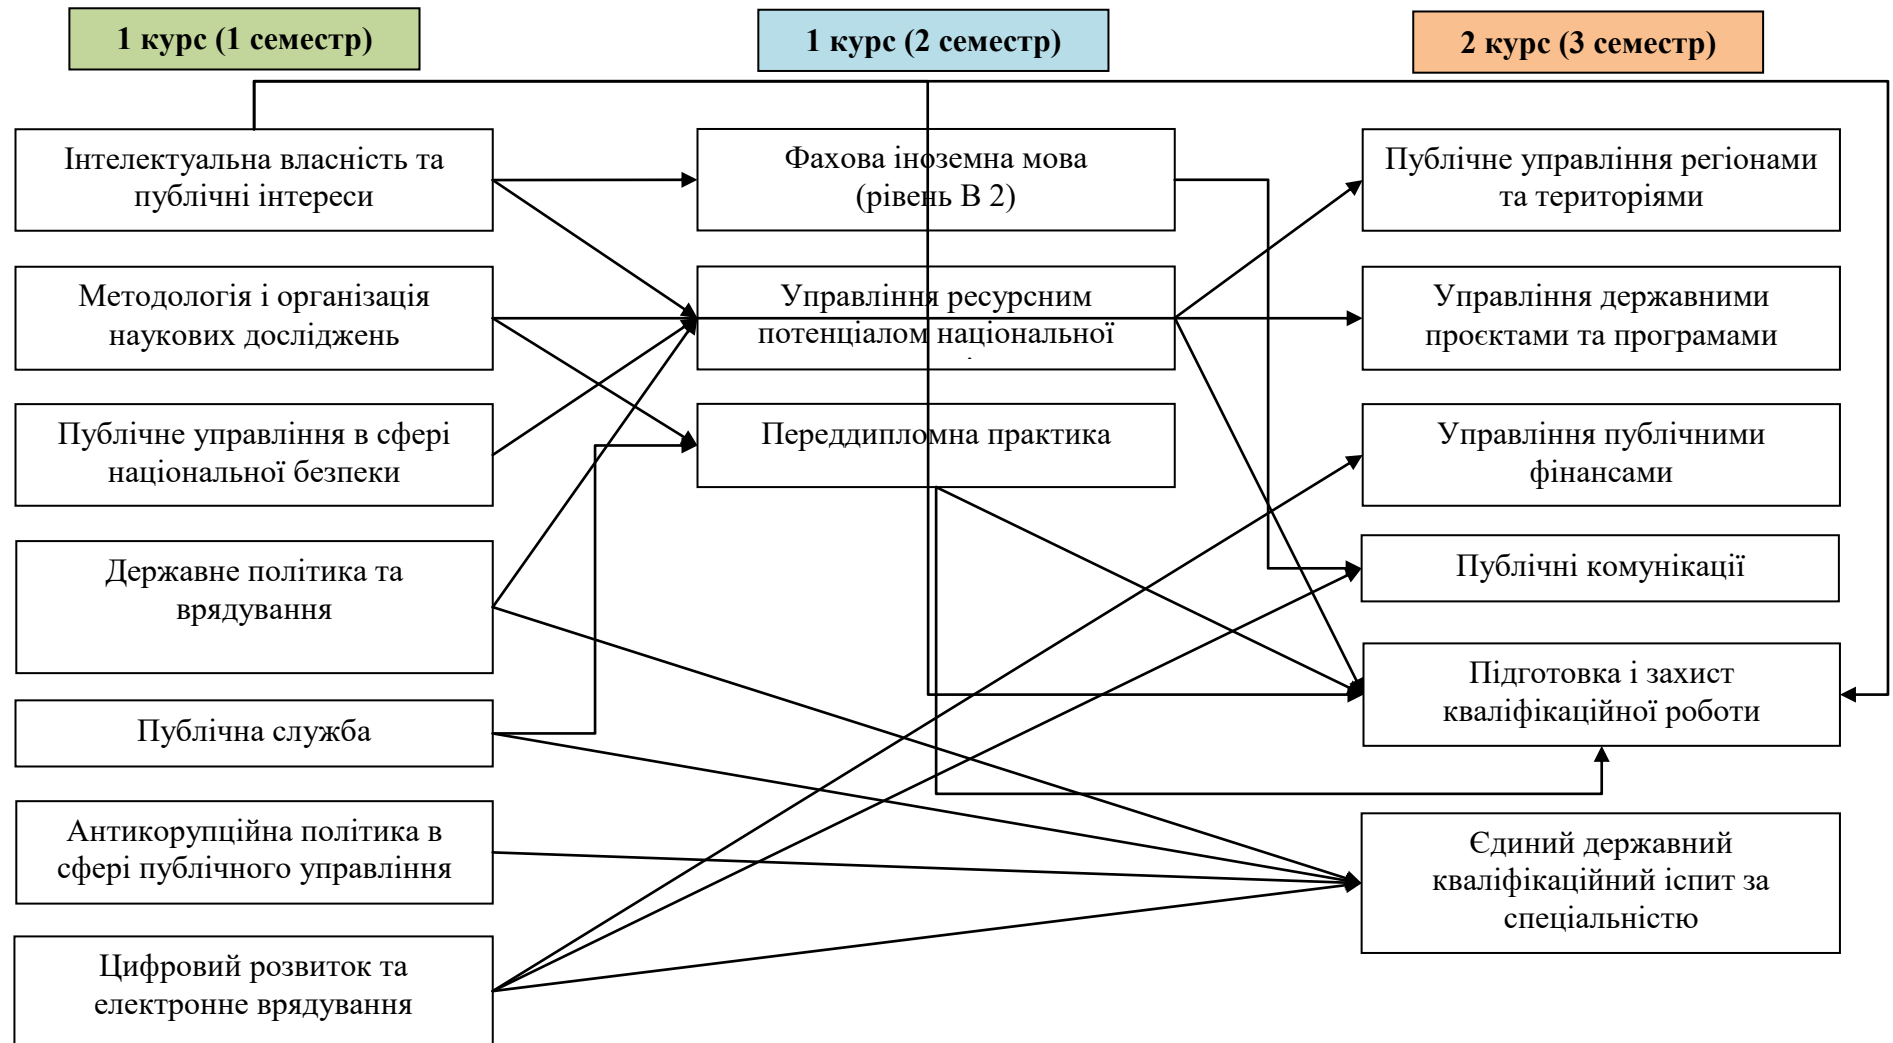 1 курс (1 семестр)
1 курс (2 семестр)
2 курс (3 семестр)
Інтелектуальна власність та
публічні інтереси
Фахова іноземна мова
(рівень В 2)
Публічне управління регіонами
та територіями
Методологія і організація
наукових досліджень
Управління ресурсним
потенціалом національної
Управління державними
проєктами та програмами
Публічне управління в сфері
національної безпеки
Переддипломна практика
Управління публічними
фінансами
Державне політика та
врядування
Публічні комунікації
Публічна служба
Підготовка і захист
кваліфікаційної роботи
Антикорупційна політика в
сфері публічного управління
Єдиний державний
кваліфікаційний іспит за
спеціальністю
Цифровий розвиток та
електронне врядування